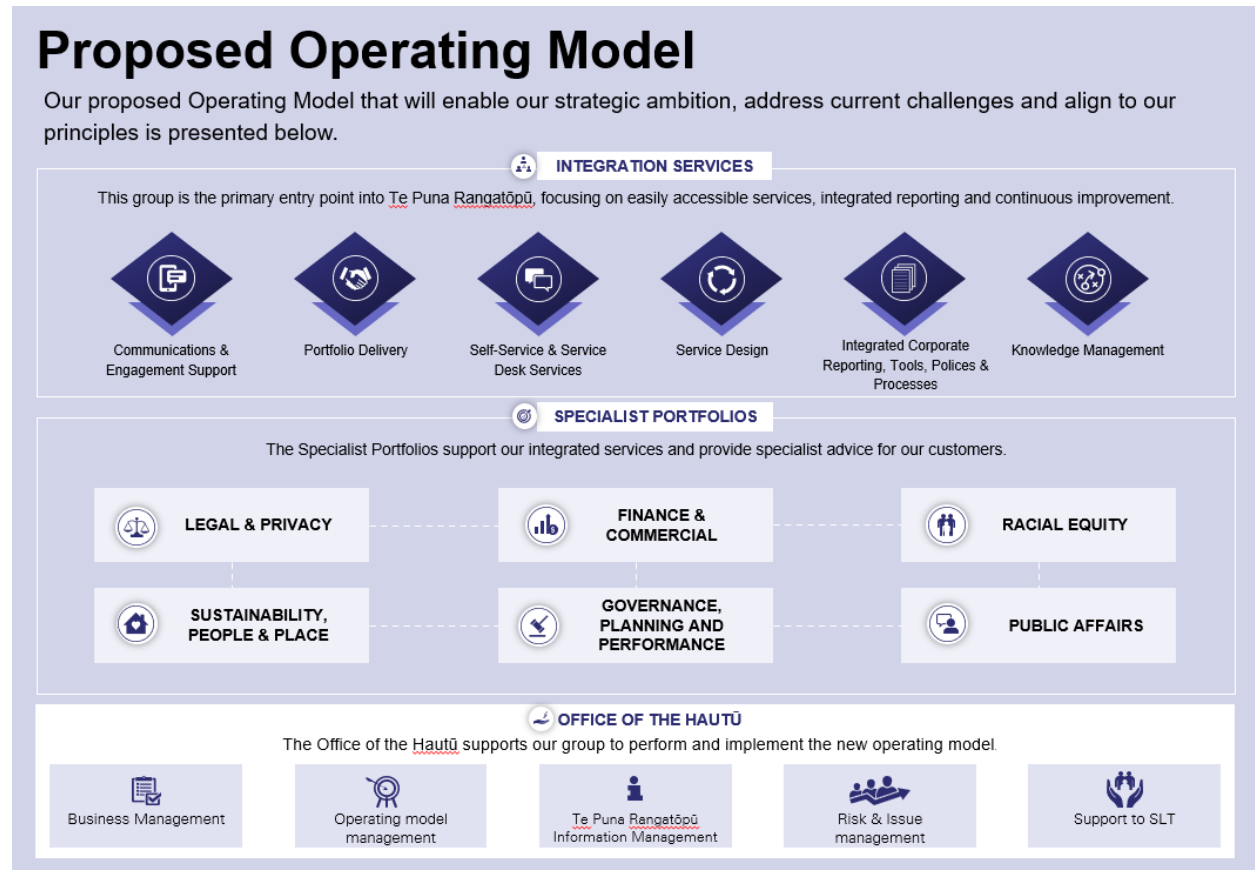 Proposed Operating Model
Our proposed Operating Model that will enable our strategic ambition, address current challenges and align to our
principles is presented below.
INTEGRATION SERVICES
This group is the primary entry point into Te Puna Rangatōpū, focusing on easily accessible services, integrated reporting and continuous improvement.
Communications &
Engagement Support
Portfolio Delivery
Self-Service & Service
Desk Services
Service Design
Integrated Corporate
Reporting, Tools, Polices &
Processes
Knowledge Management
SPECIALIST PORTFOLIOS
The Specialist Portfolios support our integrated services and provide specialist advice for our customers.
LEGAL & PRIVACY
FINANCE &
COMMERCIAL
RACIAL EQUITY
SUSTAINABILITY,
PEOPLE & PLACE
GOVERNANCE,
PLANNING AND
PERFORMANCE
PUBLIC AFFAIRS
OFFICE OF THE HAUTŪ
The Office of the Hautū supports our group to perform and implement the new operating model.
Business Management
Operating model
management
Te Puna Rangatōpū
Information Management
Risk & Issue
management
Support to SLT